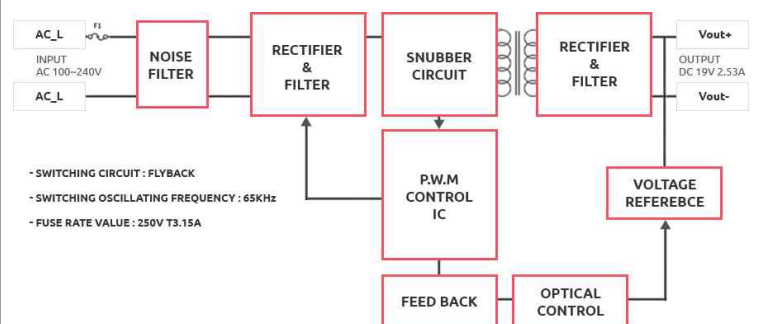 AC_L
F1
INPUT
AC 100~240V
AC_L
NOISE
FILTER
RECTIFIER
&
FILTER
SNUBBER
CIRCUIT
RECTIFIER
&
FILTER
Vout+
OUTPUT
DC 19V 2.53A
Vout-
- SWITCHING CIRCUIT : FLYBACK
- SWITCHING OSCILLATING FREQUENCY : 65KHz
- FUSE RATE VALUE : 250V T3.15A
P.W.M
CONTROL
IC
VOLTAGE
REFEREBCE
FEED BACK
OPTICAL
CONTROL